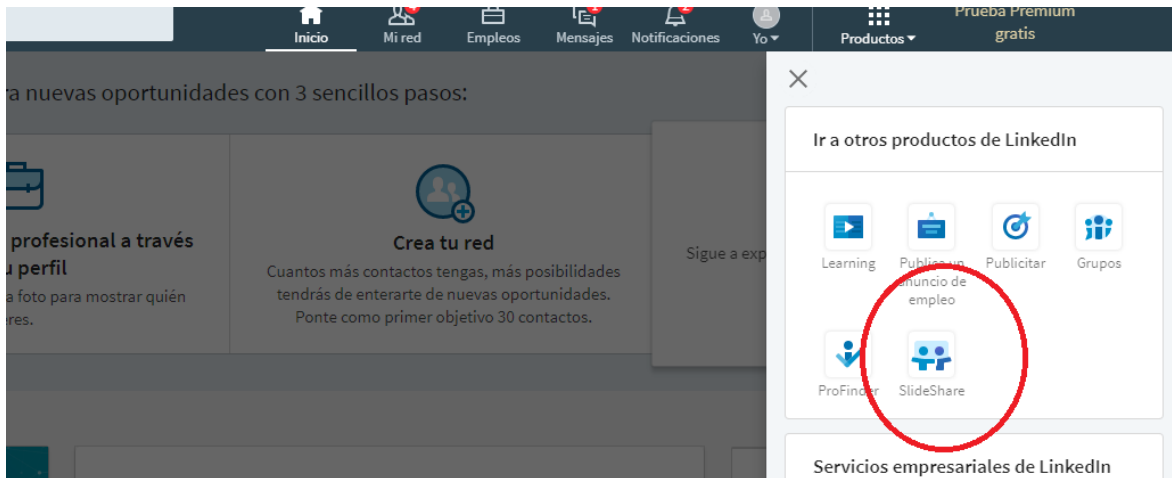 Inicio
Mi red
Empleos
Mensajes
Notificaciones
Yo
Productos
Prueba Premium
gratis
ra nuevas oportunidades con 3 sencillos pasos:
profesional a través
u perfil
a foto para mostrar quién
eres.
Crea tu red
Cuantos más contactos tengas, más posibilidades
tendrás de enterarte de nuevas oportunidades.
Ponte como primer objetivo 30 contactos.
Sigue a exp
Ir a otros productos de LinkedIn
Learning
Publica un
anuncio de
empleo
Publicitar
Grupos
ProFinder
SlideShare
Servicios empresariales de LinkedIn